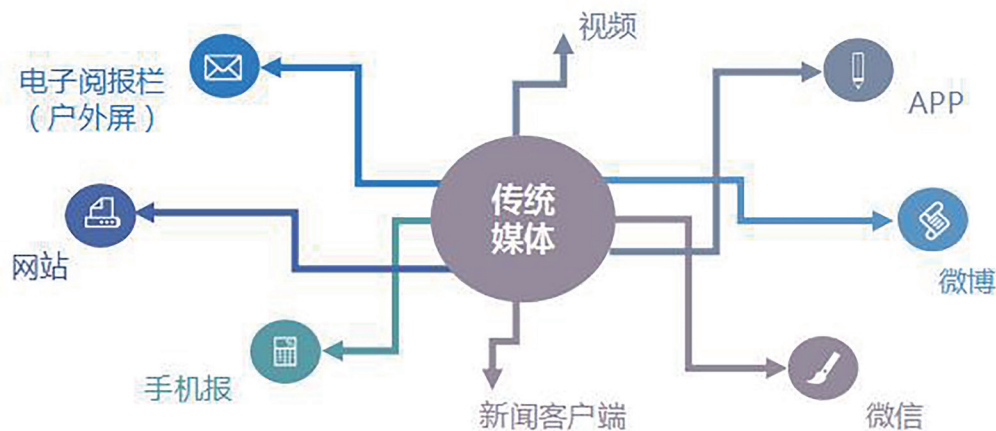 视频
电子阅报栏
（户外屏）
APP
传统
媒体
网站
微博
手机报
新闻客户端
微信